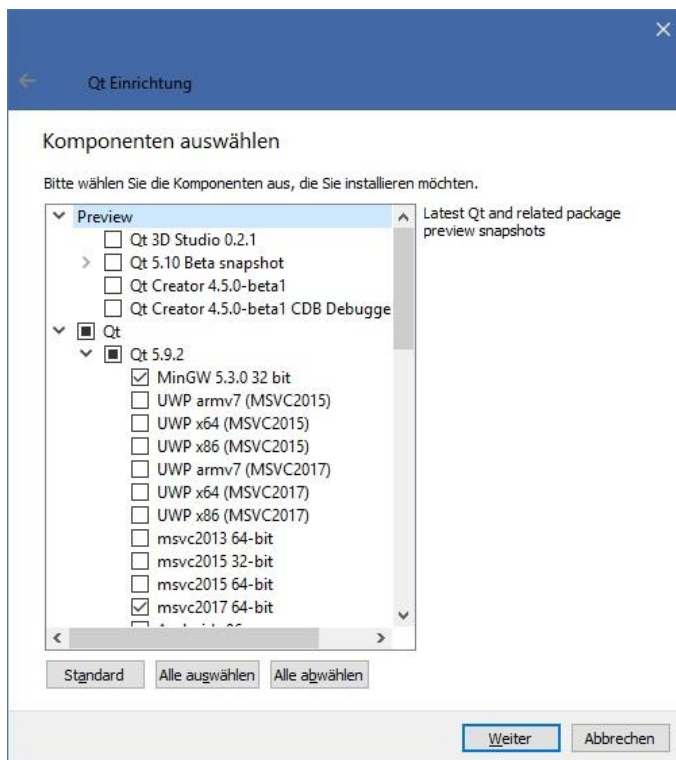 Qt Einrichtung
Komponenten auswählen
Bitte wählen Sie die Komponenten aus, die Sie installieren möchten.
Preview
Qt 3D Studio 0.2.1
Qt 5.10 Beta snapshot
Qt Creator 4.5.0-beta1
Qt Creator 4.5.0-beta1 CDB Debugge
Qt
Qt 5.9.2
MinGW 5.3.0 32 bit
UWP armv7 (MSVC2015)
UWP x64 (MSVC2015)
UWP x86 (MSVC2015)
UWP armv7 (MSVC2017)
UWP x64 (MSVC2017)
UWP x86 (MSVC2017)
msvc2013 64-bit
msvc2015 32-bit
msvc2015 64-bit
msvc2017 64-bit
Latest Qt and related package
preview snapshots
Standard Alle auswählen Alle abwählen
Weiter Abbrechen